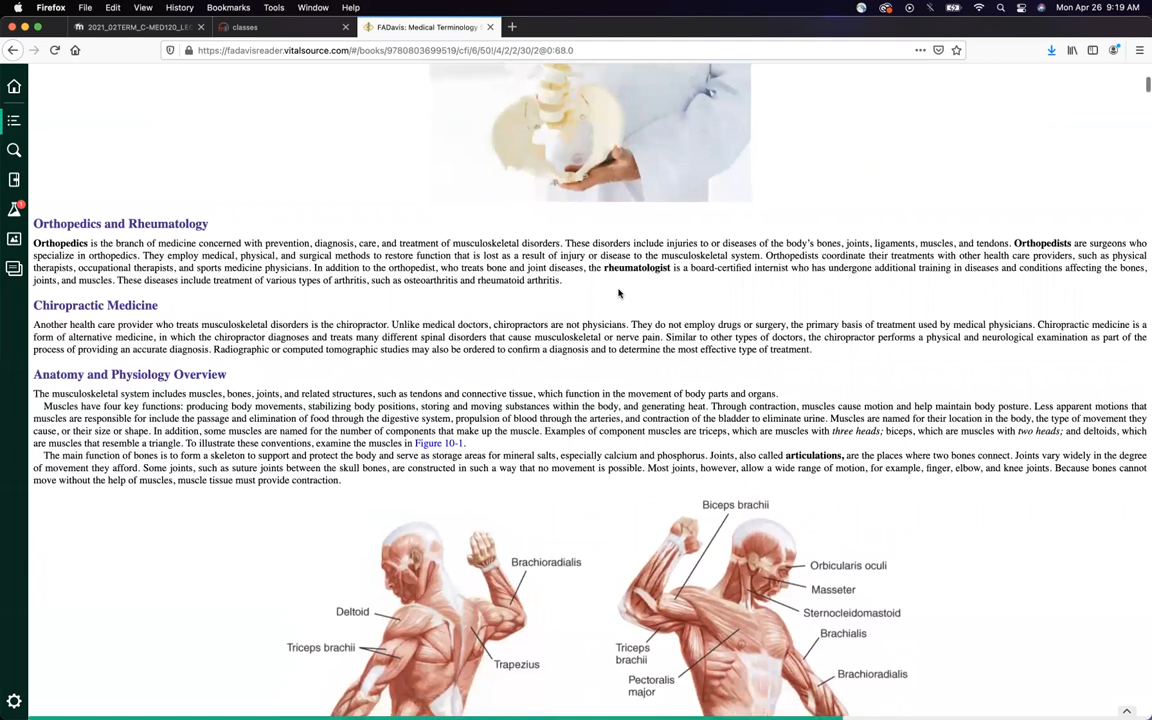 Firefox File Edit View History Bookmarks Tools Window Help Mon Apr 26 9:19 AM
2021_02TERM_C-MED120_LEC classes FADavis: Medical Terminology
https://fadavisreader.vitalsource.com/#/books/9780803699519/cfi/6/50!/4/2/2/30/2@0:68.0
Orthopedics and Rheumatology
Orthopedics is the branch of medicine concerned with prevention, diagnosis, care, and treatment of musculoskeletal disorders. These disorders include injuries to or diseases of the body's bones, joints, ligaments, muscles, and tendons. Orthopedists are surgeons who
specialize in orthopedics. They employ medical, physical, and surgical methods to restore function that is lost as a result of injury or disease to the musculoskeletal system. Orthopedists coordinate their treatments with other health care providers, such as physical
therapists, occupational therapists, and sports medicine physicians. In addition to the orthopedist, who treats bone and joint diseases, the rheumatologist is a board-certified internist who has undergone additional training in diseases and conditions affecting the bones,
joints, and muscles. These diseases include treatment of various types of arthritis, such as osteoarthritis and rheumatoid arthritis.
Chiropractic Medicine
Another health care provider who treats musculoskeletal disorders is the chiropractor. Unlike medical doctors, chiropractors are not physicians. They do not employ drugs or surgery, the primary basis of treatment used by medical physicians. Chiropractic medicine is a
form of alternative medicine, in which the chiropractor diagnoses and treats many different spinal disorders that cause musculoskeletal or nerve pain. Similar to other types of doctors, the chiropractor performs a physical and neurological examination as part of the
process of providing an accurate diagnosis. Radiographic or computed tomographic studies may also be ordered to confirm a diagnosis and to determine the most effective type of treatment.
Anatomy and Physiology Overview
The musculoskeletal system includes muscles, bones, joints, and related structures, such as tendons and connective tissue, which function in the movement of body parts and organs.
Muscles have four key functions: producing body movements, stabilizing body positions, storing and moving substances within the body, and generating heat. Through contraction, muscles cause motion and help maintain body posture. Less apparent motions that
muscles are responsible for include the passage and elimination of food through the digestive system, propulsion of blood through the arteries, and contraction of the bladder to eliminate urine. Muscles are named for their location in the body, the type of movement they
cause, or their size or shape. In addition, some muscles are named for the number of components that make up the muscle. Examples of component muscles are triceps, which are muscles with three heads; biceps, which are muscles with two heads; and deltoids, which
are muscles that resemble a triangle. To illustrate these conventions, examine the muscles in Figure 10-1.
The main function of bones is to form a skeleton to support and protect the body and serve as storage areas for mineral salts, especially calcium and phosphorus. Joints, also called articulations, are the places where two bones connect. Joints vary widely in the degree
of movement they afford. Some joints, such as suture joints between the skull bones, are constructed in such a way that no movement is possible. Most joints, however, allow a wide range of motion, for example, finger, elbow, and knee joints. Because bones cannot
move without the help of muscles, muscle tissue must provide contraction.
Biceps brachii
Brachioradialis
Orbicularis oculi
Masseter
Deltoid
Sternocleidomastoid
Brachialis
Triceps brachii
Triceps
brachii
Trapezius
Brachioradialis
Pectoralis
major